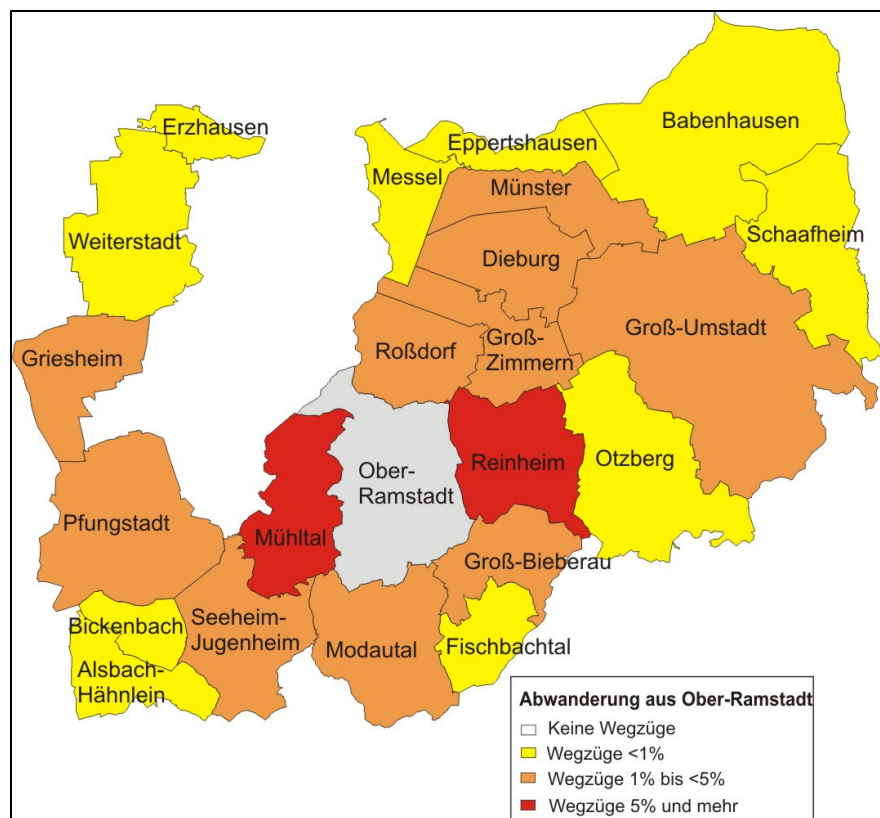 Erzhausen
Babenhausen
Eppertshausen
Messel
Münster
Weiterstadt
Schaafheim
Dieburg
Groß-Umstadt
Griesheim
Roßdorf
Groß-
Zimmern
Ober-
Ramstadt
Reinheim
Otzberg
Pfungstadt
Mühltal
Groß-Bieberau
Bickenbach
Seeheim-
Jugenheim
Modautal
Fischbachtal
Alsbach-
Hähnlein
Abwanderung aus Ober-Ramstadt
Keine Wegzüge
Wegzüge <1%
Wegzüge 1% bis <5%
Wegzüge 5% und mehr